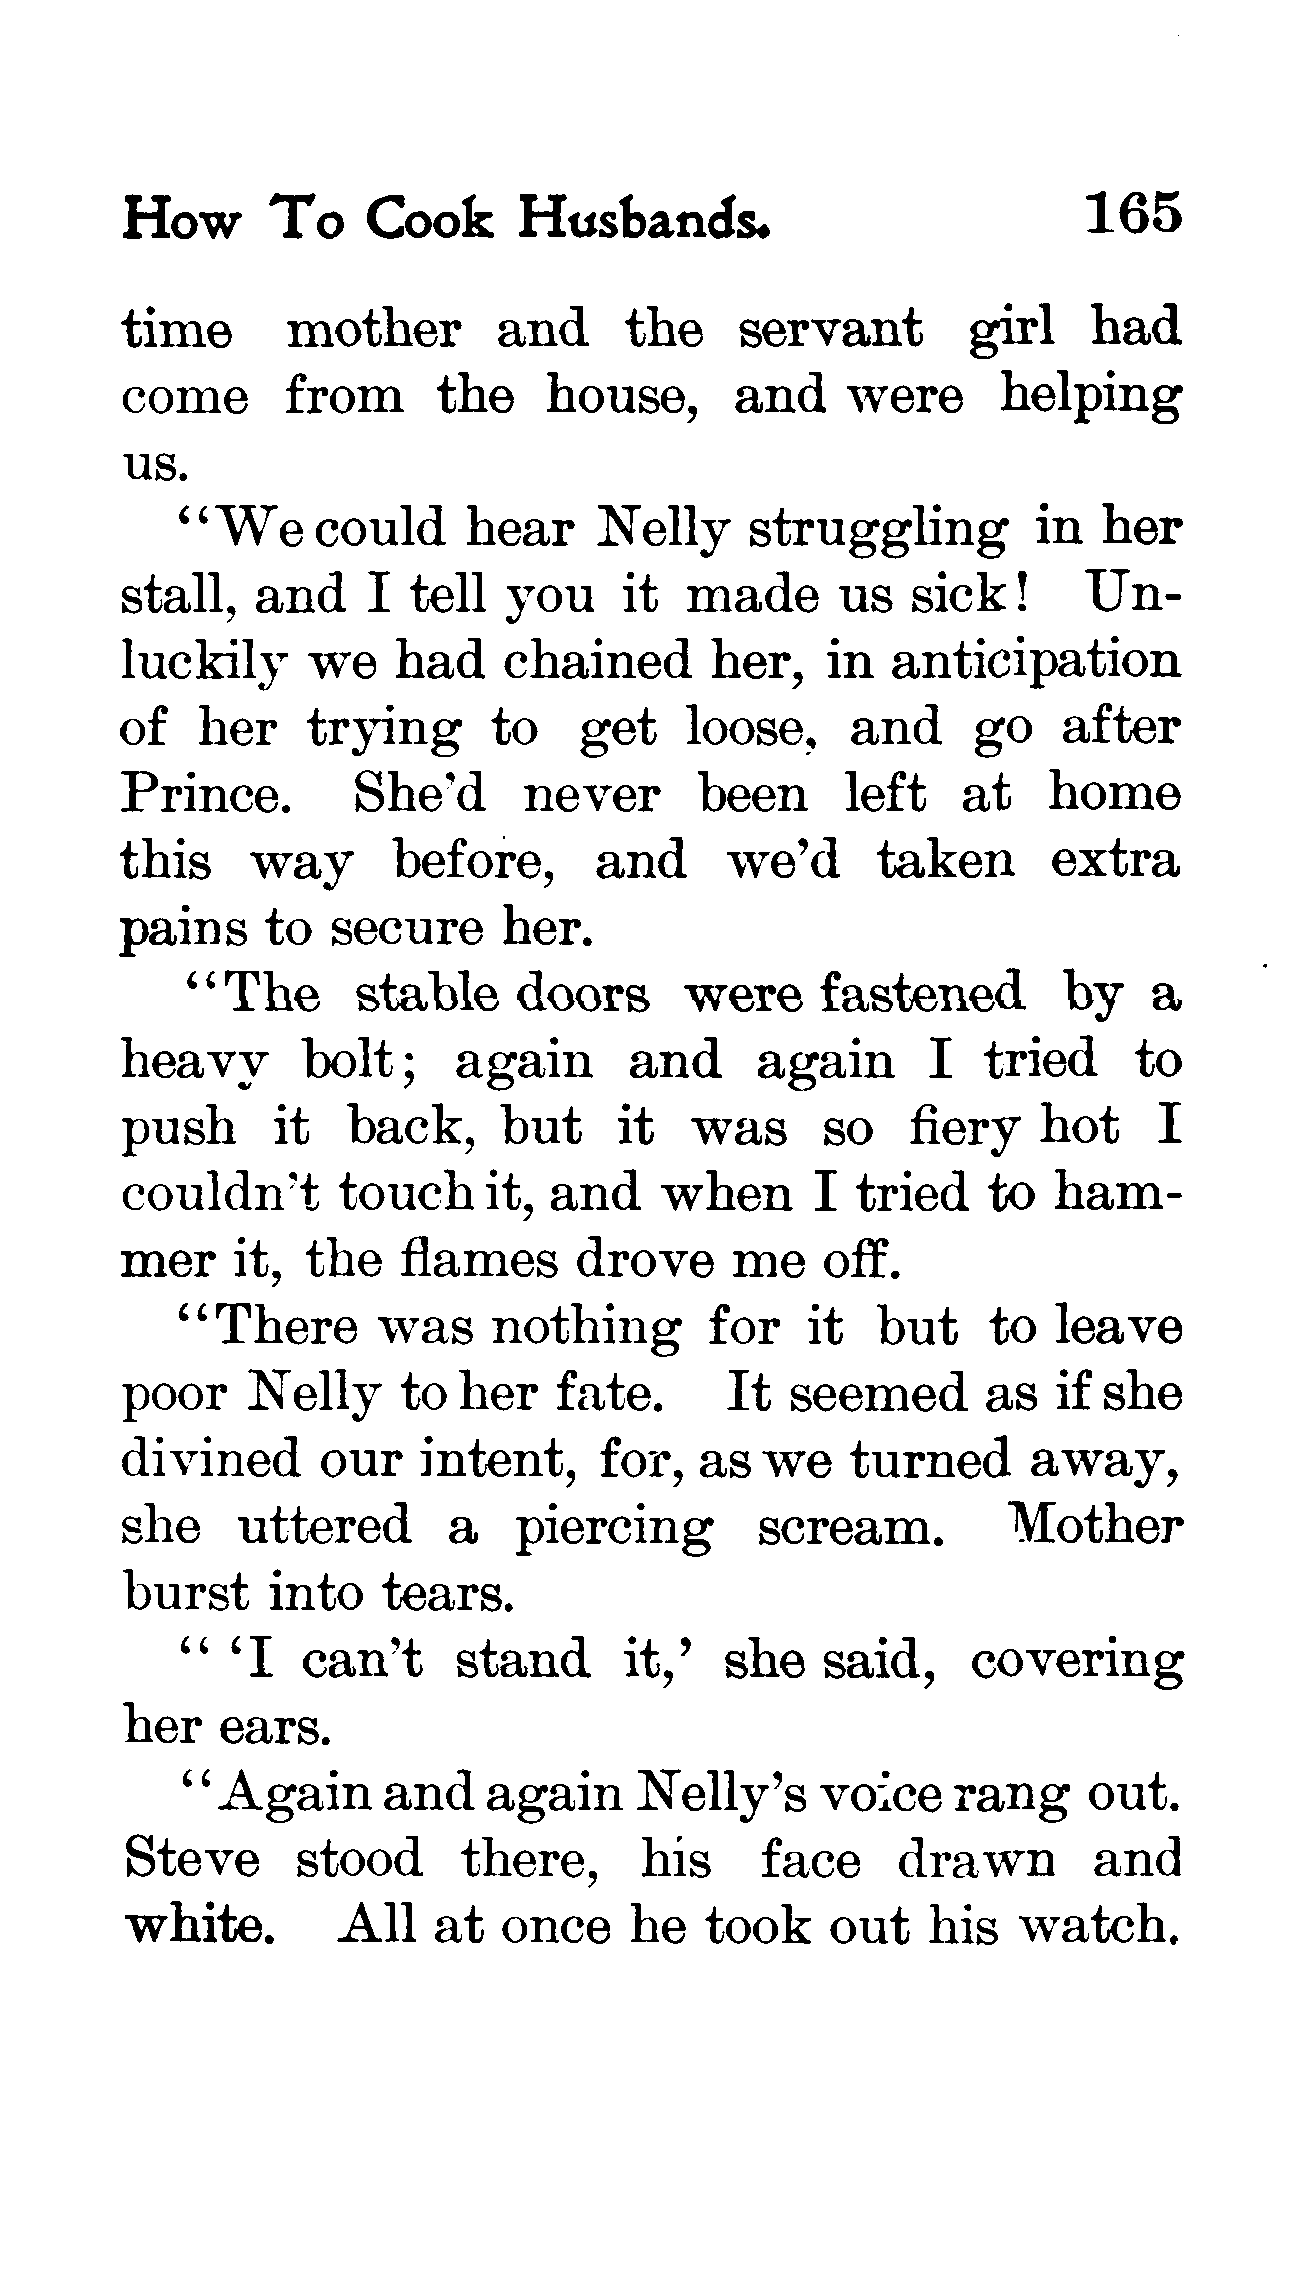 How To Cook Husbands. 165
time mother and the servant girl had
come from the house, and were helping
us.
“We could hear Nelly struggling in her
stall, and I tell you it made us sick! Un-
luckily we had chained her, in anticipation
of her trying to get loose, and go after
Prince. She’d never been left at home
this way before, and we’d taken extra
pains to secure her.
“The stable doors were fastened by a
heavy bolt; again and again I tried to
push it back, but it was so fiery hot I
couldn’t touch it, and when I tried to ham-
mer it, the flames drove me off.
“There was nothing for it but to leave
poor Nelly to her fate. It seemed as if she
divined our intent, for, as we turned away,
she uttered a piercing scream. Mother
burst into tears.
“ ‘I can’t stand it,’ she said, covering
her ears.
“Again and again Nelly’s voice rang out.
Steve stood there, his face drawn and
white. All at once he took out his watch.